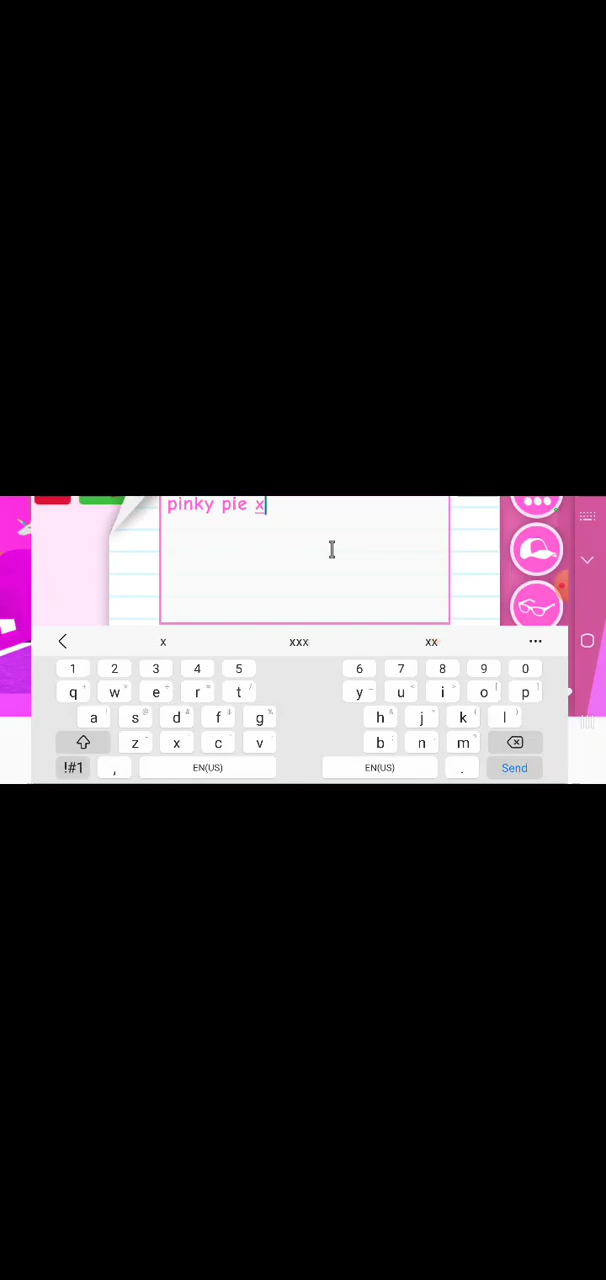 pinky pie x
x xxx xx
1 2 3 4 5 6 7 8 9 0
q w e r t y u i o p
a s d f g h j k l
z x c v b n m
!#1 , EN(US) EN(US) . Send